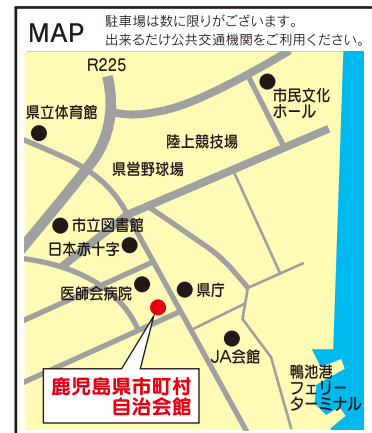 MAP
駐車場は数に限りがございます。
出来るだけ公共交通機関をご利用ください。
R225
市民文化
ホール
県立体育館
陸上競技場
県営野球場
市立図書館
日本赤十字
医師会病院
県庁
JA会館
鴨池港
フェリー
ターミナル
鹿児島県市町村
自治会館